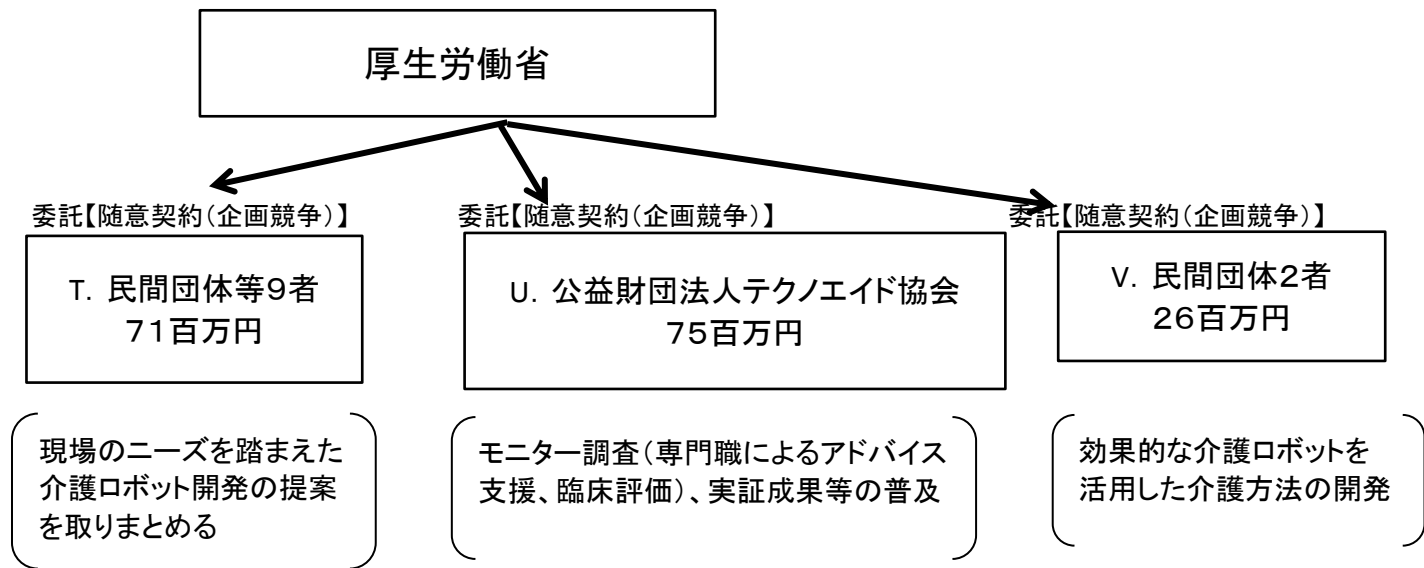 厚生労働省
委託【随意契約(企画競争)】
T. 民間団体等9者
71百万円
現場のニーズを踏まえた
介護ロボット開発の提案
を取りまとめる
委託【随意契約(企画競争)】
U. 公益財団法人テクノエイド協会
75百万円
モニター調査(専門職によるアドバイス
支援、臨床評価)、実証成果等の普及
委託【随意契約(企画競争)】
V. 民間団体2者
26百万円
効果的な介護ロボットを
活用した介護方法の開発